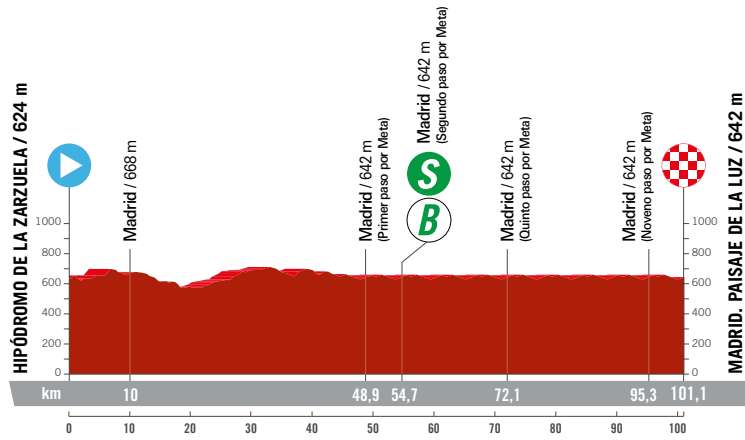 HIPÓDROMO DE LA ZARZUELA / 624 m
Madrid / 668 m
Madrid / 642 m
(Primer paso por Meta)
Madrid / 642 m
(Segundo paso por Meta)
S
B
Madrid / 642 m
(Quinto paso por Meta)
Madrid / 642 m
(Noveno paso por Meta)
MADRID. PAISAJE DE LA LUZ / 642 m
1000
800
600
400
200
0
1000
800
600
400
200
0
km 10 48,9 54,7 72,1 95,3 101,1
0 10 20 30 40 50 60 70 80 90 100